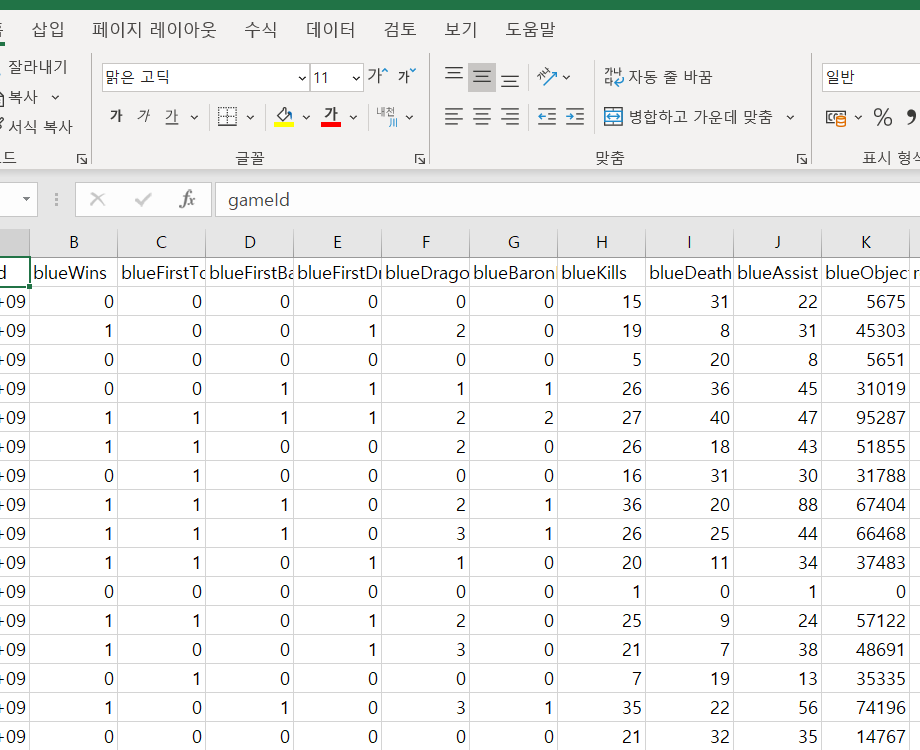 삽입 페이지 레이아웃 수식 데이터 검토 보기 도움말
잘라내기 맑은 고딕 11 가 가 가나다 자동 줄 바꿈 일반
복사 가 가 가 가 내천 병합하고 가운데 맞춤 %
서식 복사
글꼴 맞춤 표시 형식
fx gameId
B C D E F G H I J K
d blueWins blueFirstTo blueFirstBa blueFirstDr blueDrago blueBaron blueKills blueDeath blueAssist blueObjec
+09 0 0 0 0 0 0 15 31 22 5675
+09 1 0 0 1 2 0 19 8 31 45303
+09 0 0 0 0 0 0 5 20 8 5651
+09 0 0 1 1 1 1 26 36 45 31019
+09 1 1 1 1 2 2 27 40 47 95287
+09 1 1 0 0 2 0 26 18 43 51855
+09 0 1 0 0 0 0 16 31 30 31788
+09 1 1 1 0 2 1 36 20 88 67404
+09 1 1 1 0 3 1 26 25 44 66468
+09 1 1 0 1 1 0 20 11 34 37483
+09 0 0 0 0 0 0 1 0 1 0
+09 1 1 0 1 2 0 25 9 24 57122
+09 1 0 0 1 3 0 21 7 38 48691
+09 0 1 0 0 0 0 7 19 13 35335
+09 1 0 1 0 3 1 35 22 56 74196
+09 0 0 0 0 0 0 21 32 35 14767